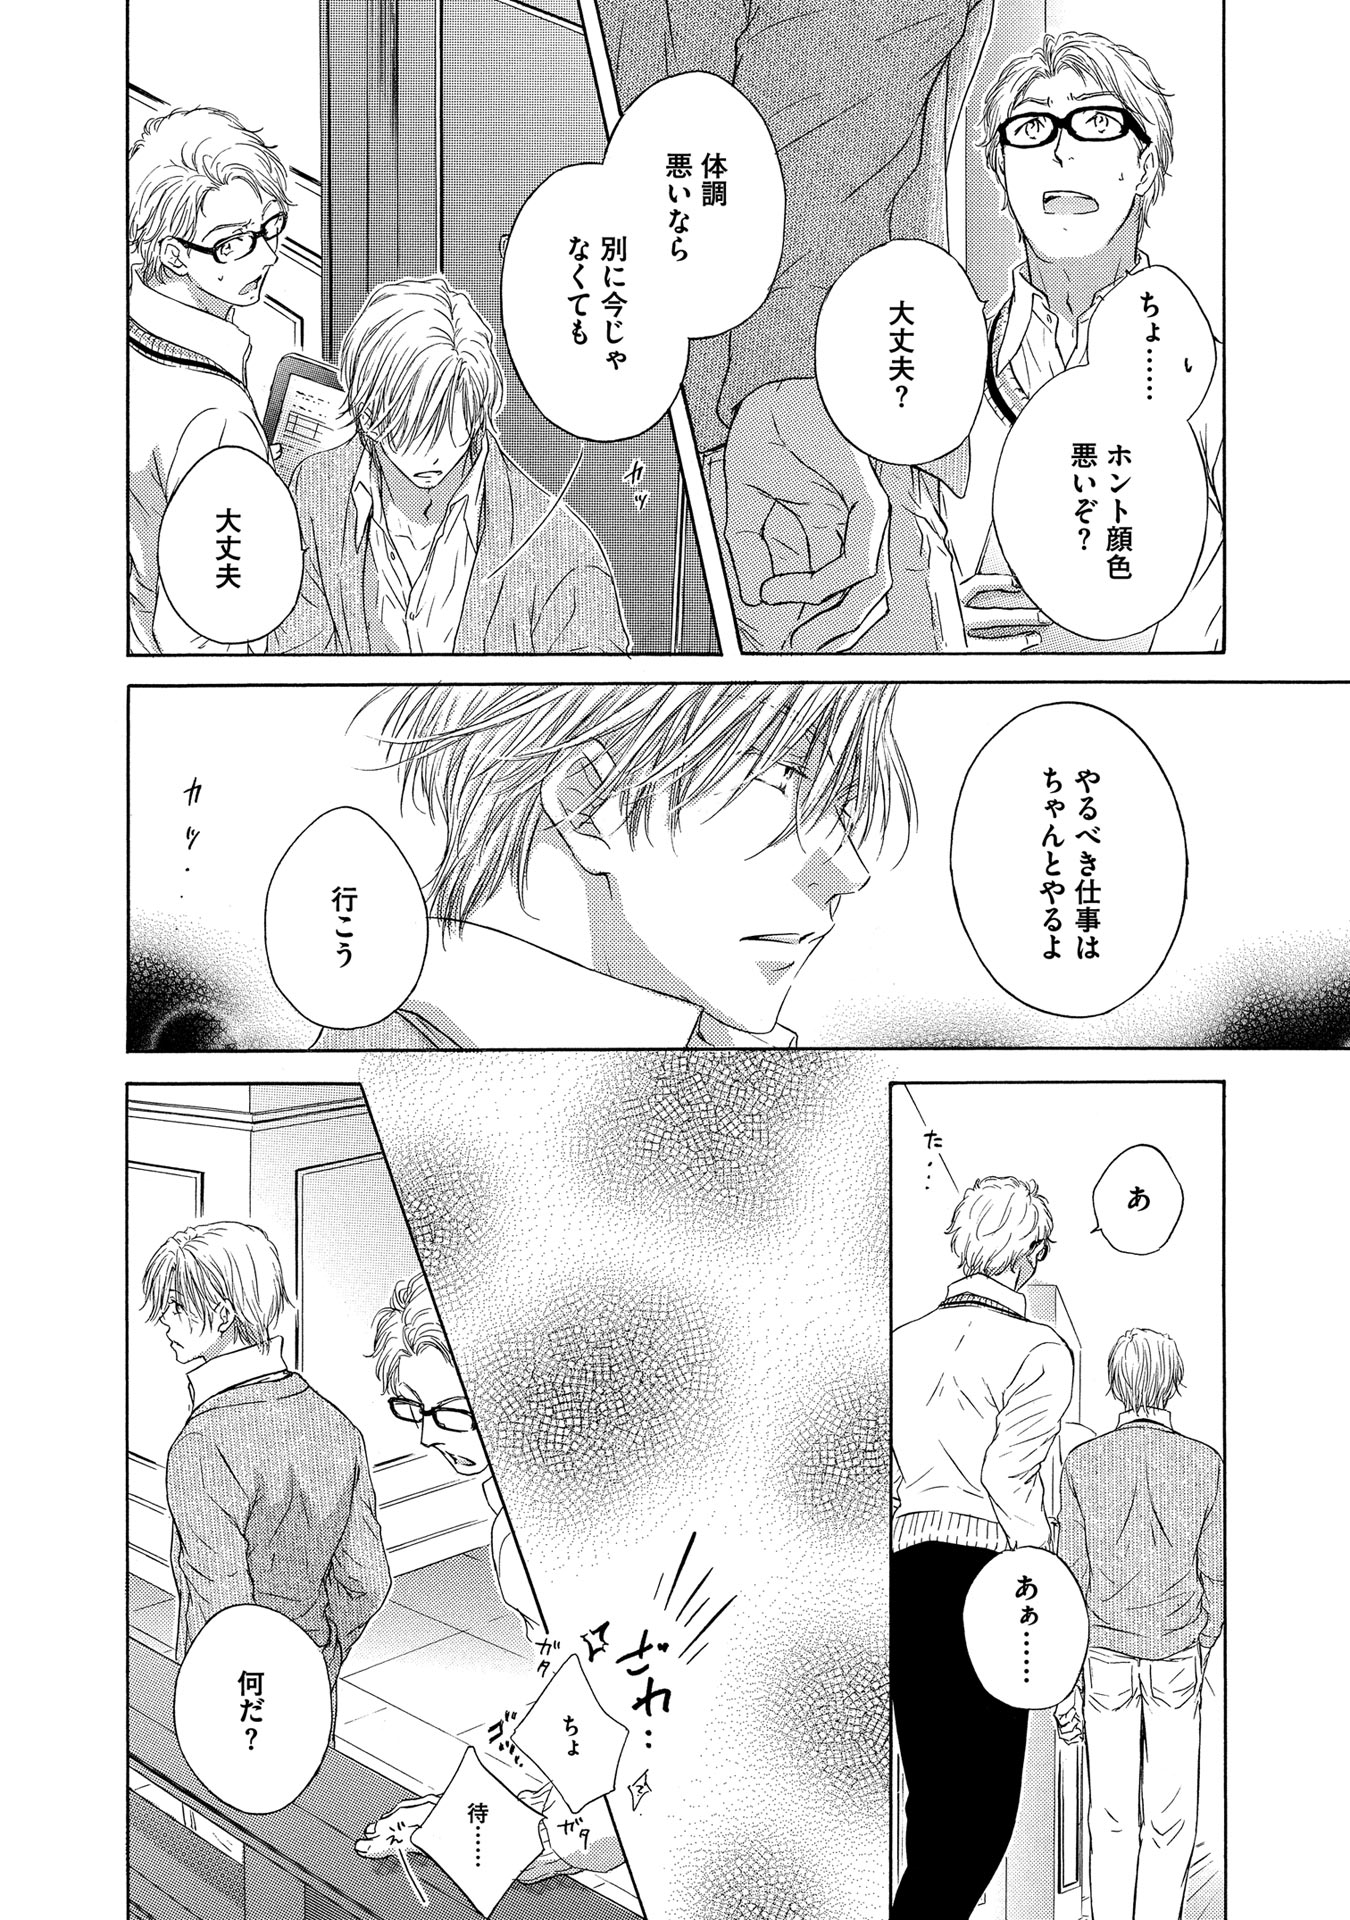 ちょ……
ホント顔色
悪いぞ？
大丈夫？
体調
悪いなら
別に今じゃ
なくても
カッ
大丈夫
やるべき仕事は
ちゃんとやるよ
行こう
カッ・・
あ
た・・・
あぁ……
ざわ・・
ガタ
ちょ
待……
ガタ
何だ？